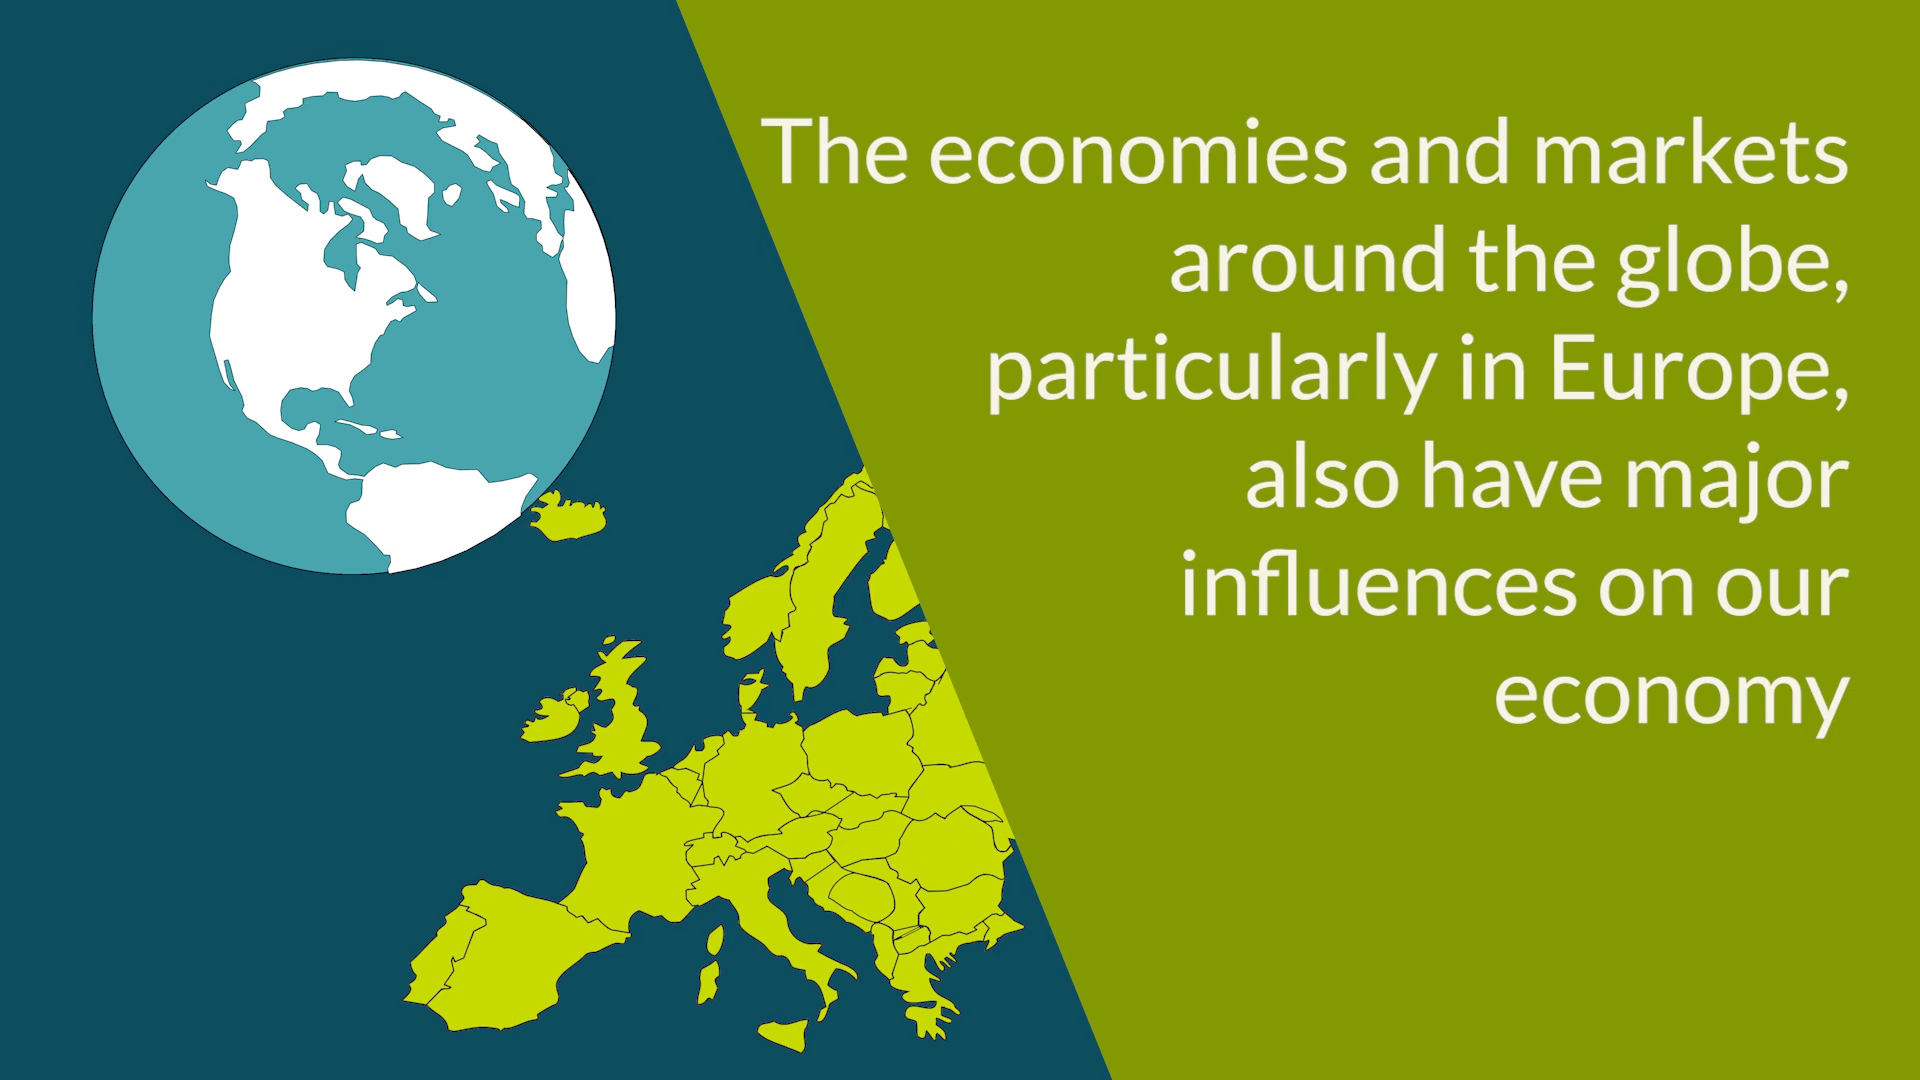 The economies and markets
around the globe,
particularly in Europe,
also have major
influences on our
economy